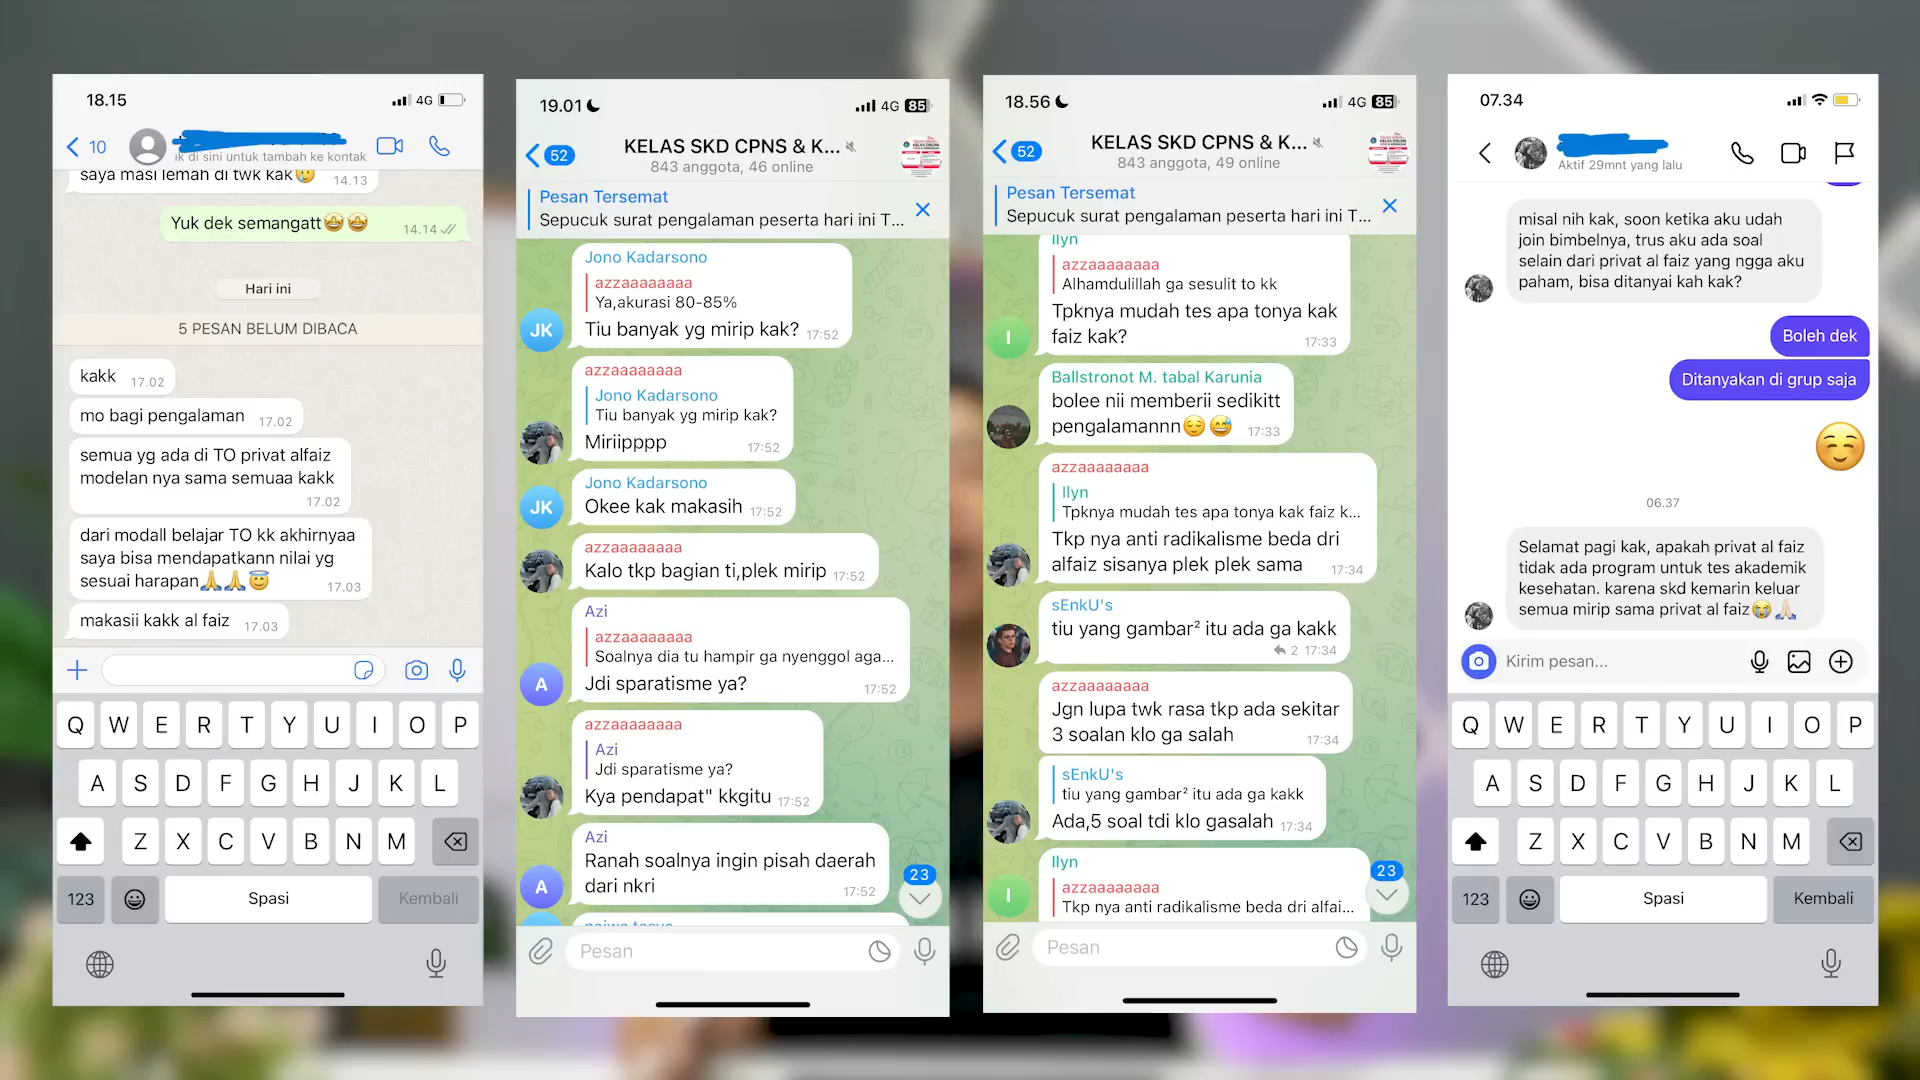 18.15
4G
10
ik di sini untuk tambah ke kontak
saya masi lemah di twk kak🥲
14.13
Yuk dek semangatt🤩🤩
14.14
Hari ini
5 PESAN BELUM DIBACA
kakk
17.02
mo bagi pengalaman
17.02
semua yg ada di TO privat alfaiz
modelan nya sama semuaa kakk
17.02
dari modall belajar TO kk akhirnyaa
saya bisa mendapatkann nilai yg
sesuai harapan🙏🙏😇
17.03
makasii kakk al faiz
17.03
Q W E R T Y U I O P
A S D F G H J K L
Z X C V B N M
123
Spasi
Kembali
19.01
4G 85
52
KELAS SKD CPNS & K...
843 anggota, 46 online
Pesan Tersemat
Sepucuk surat pengalaman peserta hari ini T...
Jono Kadarsono
azzaaaaaaaa
Ya,akurasi 80-85%
Tiu banyak yg mirip kak?
17:52
azzaaaaaaaa
Jono Kadarsono
Tiu banyak yg mirip kak?
Miriipppp
17:52
JK
Jono Kadarsono
Okee kak makasih
17:52
JK
azzaaaaaaaa
Kalo tkp bagian ti,plek mirip
17:52
Azi
azzaaaaaaaa
Soalnya dia tu hampir ga nyenggol aga...
Jdi sparatisme ya?
17:52
A
azzaaaaaaaa
Azi
Jdi sparatisme ya?
Kya pendapat" kkgitu
17:52
Azi
Ranah soalnya ingin pisah daerah
dari nkri
17:52
A
23
Pesan
18.56
4G 85
52
KELAS SKD CPNS & K...
843 anggota, 49 online
Pesan Tersemat
Sepucuk surat pengalaman peserta hari ini T...
Ilyn
azzaaaaaaaa
Alhamdulillah ga sesulit to kk
Tpknya mudah tes apa tonya kak
faiz kak?
17:33
I
Ballstronot M. tabal Karunia
bolee nii memberii sedikitt
pengalamannn😌😅
17:33
azzaaaaaaaa
Ilyn
Tpknya mudah tes apa tonya kak faiz k...
Tkp nya anti radikalisme beda dri
alfaiz sisanya plek plek sama
17:34
sEnkU's
tiu yang gambar² itu ada ga kakk
2 17:34
azzaaaaaaaa
Jgn lupa twk rasa tkp ada sekitar
3 soalan klo ga salah
17:34
sEnkU's
tiu yang gambar² itu ada ga kakk
Ada,5 soal tdi klo gasalah
17:34
Ilyn
azzaaaaaaaa
Tkp nya anti radikalisme beda dri alfai...
I
23
Pesan
07.34
Aktif 29mnt yang lalu
misal nih kak, soon ketika aku udah
join bimbelnya, trus aku ada soal
selain dari privat al faiz yang ngga aku
paham, bisa ditanyai kah kak?
Boleh dek
Ditanyakan di grup saja
☺️
06.37
Selamat pagi kak, apakah privat al faiz
tidak ada program untuk tes akademik
kesehatan. karena skd kemarin keluar
semua mirip sama privat al faiz😭🙏🏻
Kirim pesan...
Q W E R T Y U I O P
A S D F G H J K L
Z X C V B N M
123
Spasi
Kembali